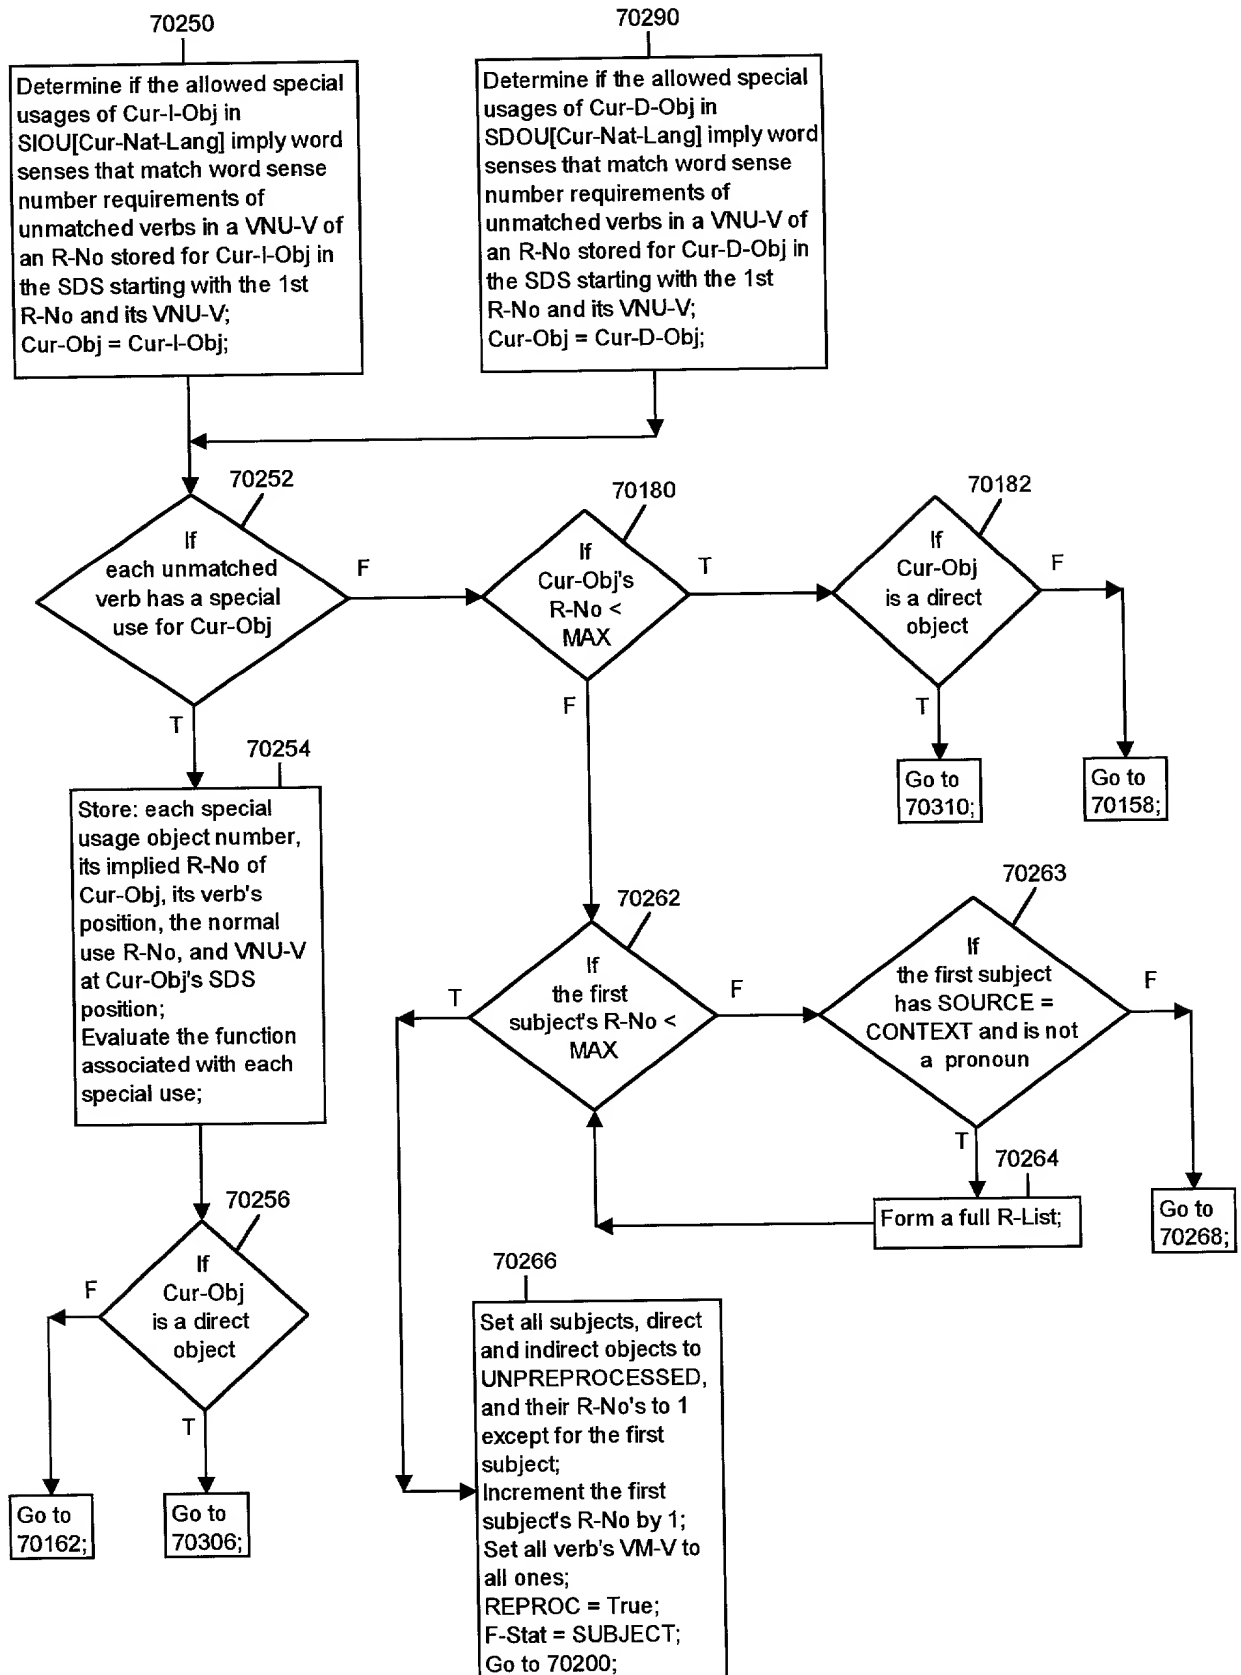 70250
Determine if the allowed special
usages of Cur-I-Obj in
SIOU[Cur-Nat-Lang] imply word
senses that match word sense
number requirements of
unmatched verbs in a VNU-V of
an R-No stored for Cur-I-Obj in
the SDS starting with the 1st
R-No and its VNU-V;
Cur-Obj = Cur-I-Obj;
70290
Determine if the allowed special
usages of Cur-D-Obj in
SDOU[Cur-Nat-Lang] imply word
senses that match word sense
number requirements of
unmatched verbs in a VNU-V of
an R-No stored for Cur-D-Obj in
the SDS starting with the 1st
R-No and its VNU-V;
Cur-Obj = Cur-D-Obj;
70252
If
each unmatched
verb has a special
use for Cur-Obj
F
T
70180
If
Cur-Obj's
R-No <
MAX
T
F
70182
If
Cur-Obj
is a direct
object
F
T
Go to
70310;
Go to
70158;
70254
Store: each special
usage object number,
its implied R-No of
Cur-Obj, its verb's
position, the normal
use R-No, and VNU-V
at Cur-Obj's SDS
position;
Evaluate the function
associated with each
special use;
70262
If
the first
subject's R-No <
MAX
T
F
70263
If
the first subject
has SOURCE =
CONTEXT and is not
a pronoun
F
T
70264
Form a full R-List;
Go to
70268;
70256
If
Cur-Obj
is a direct
object
F
T
Go to
70162;
Go to
70306;
70266
Set all subjects, direct
and indirect objects to
UNPREPROCESSED,
and their R-No's to 1
except for the first
subject;
Increment the first
subject's R-No by 1;
Set all verb's VM-V to
all ones;
REPROC = True;
F-Stat = SUBJECT;
Go to 70200;